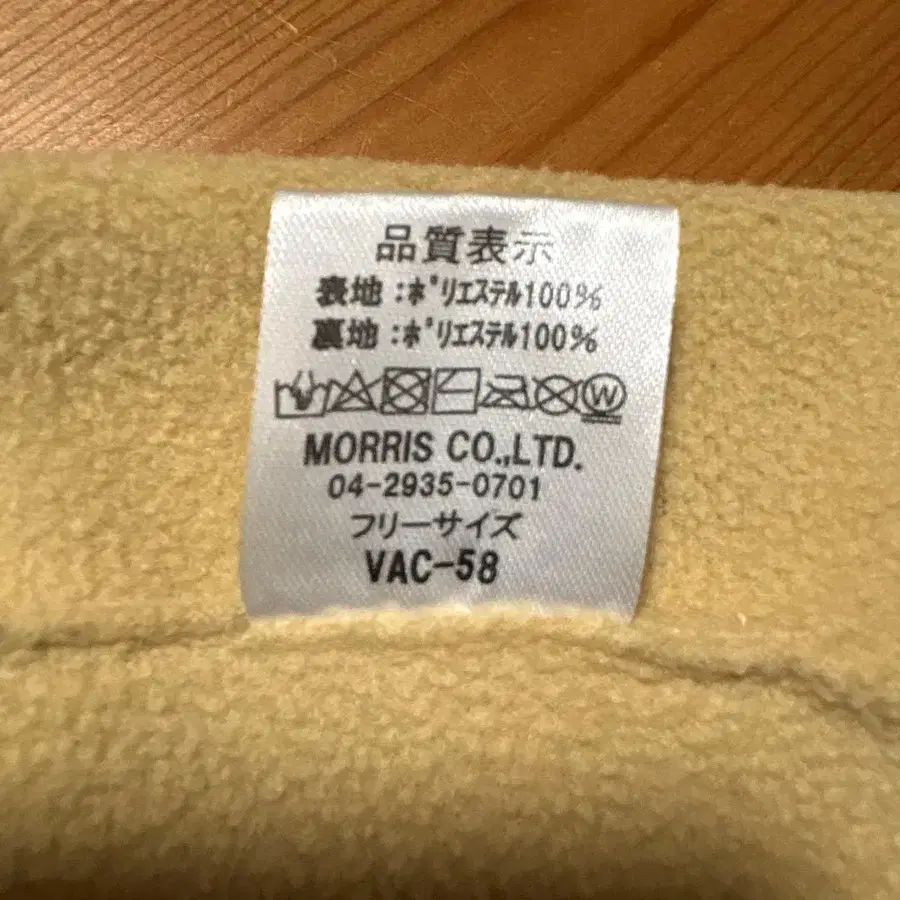 品質表示
表地:ポリエステル100%
裏地:ポリエステル100%
W
MORRIS CO.,LTD.
04-2935-0701
フリーサイズ
VAC-58